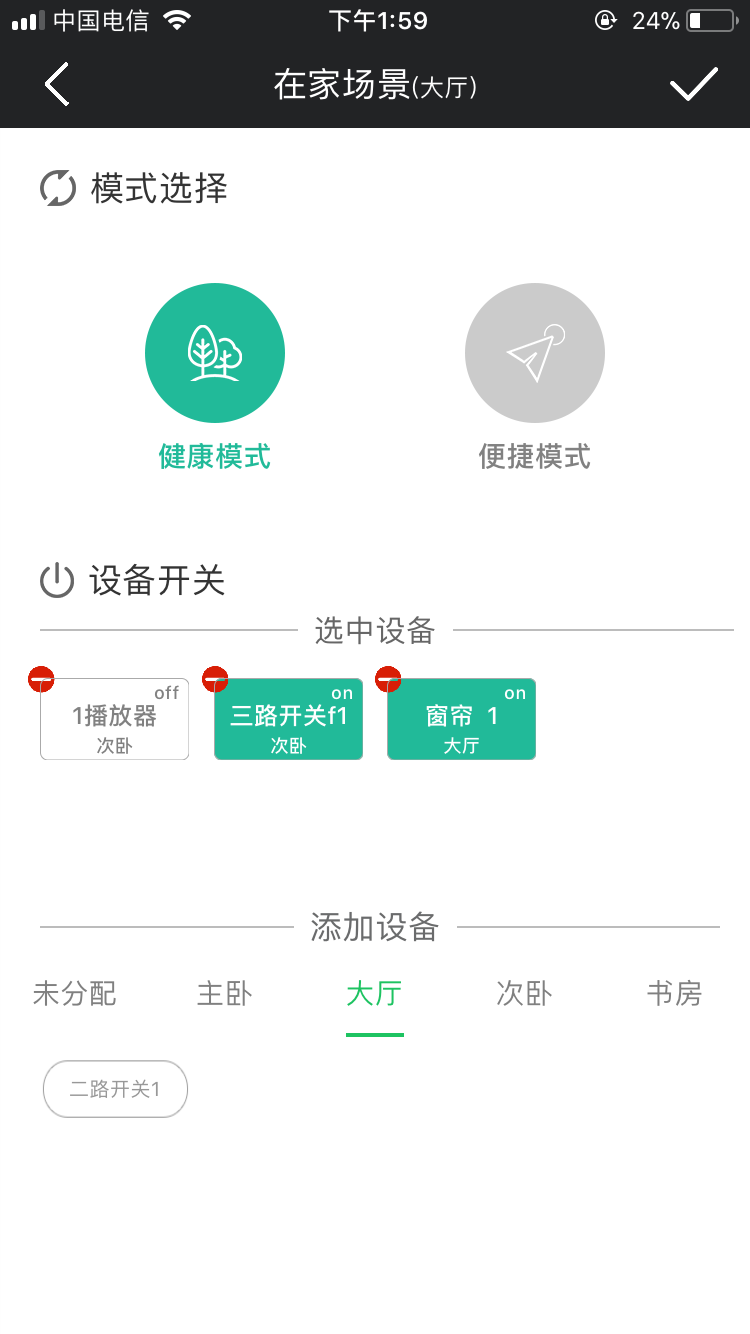 中国电信 下午1:59 24%
在家场景(大厅)
模式选择
健康模式 便捷模式
设备开关
选中设备
off on on
1播放器 三路开关f1 窗帘 1
次卧 次卧 大厅
添加设备
未分配 主卧 大厅 次卧 书房
二路开关1